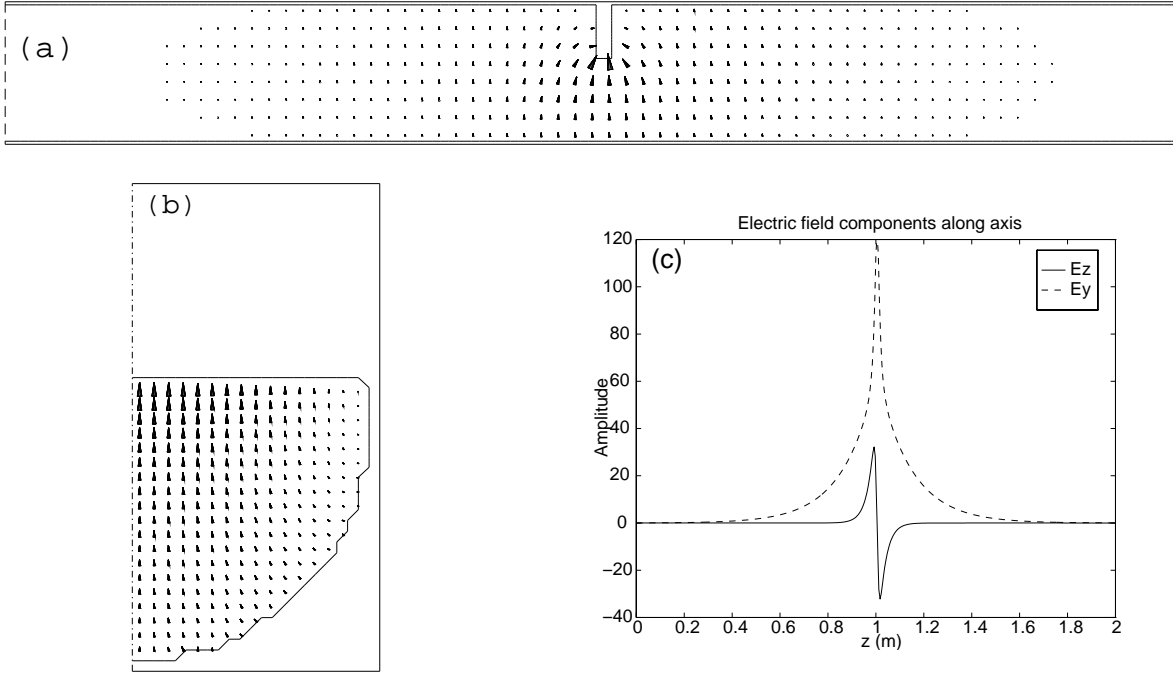 (a)
(b)
Electric field components along axis
(c)
Ez
Ey
Amplitude
120
100
80
60
40
20
0
−20
−40
0 0.2 0.4 0.6 0.8 1 1.2 1.4 1.6 1.8 2
z (m)